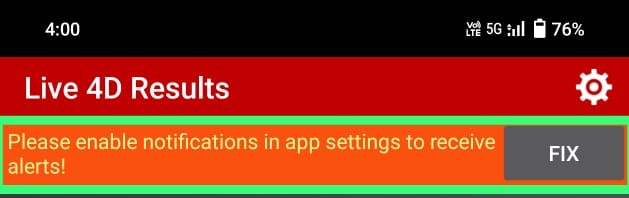 4:00 Vo) LTE 5G 76%
Live 4D Results
Please enable notifications in app settings to receive
alerts! FIX